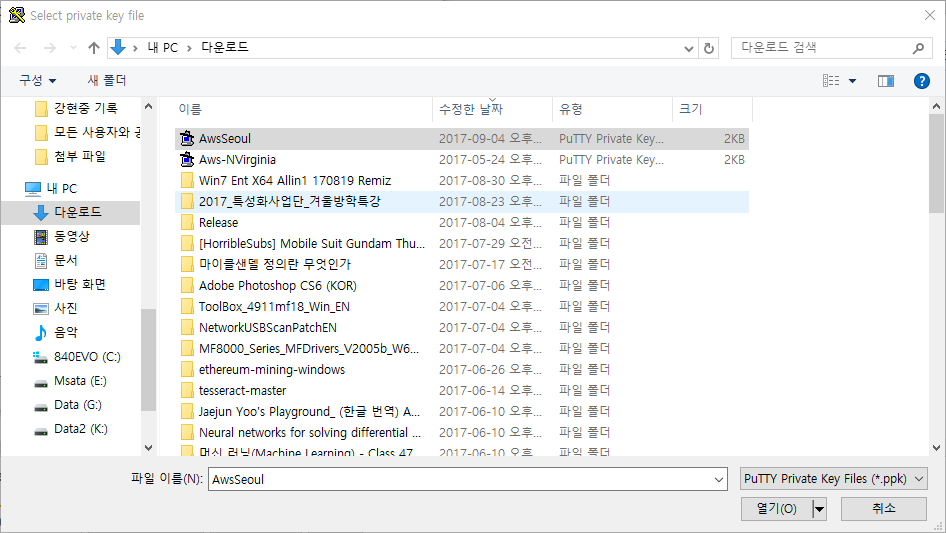 Select private key file
내 PC > 다운로드
다운로드 검색
구성
새 폴더
강현중 기록
모든 사용자와 공
첨부 파일
내 PC
다운로드
동영상
문서
바탕 화면
사진
음악
840EVO (C:)
Msata (E:)
Data (G:)
Data2 (K:)
이름 수정한 날짜 유형 크기
AwsSeoul 2017-09-04 오후... PuTTY Private Key... 2KB
Aws-NVirginia 2017-05-24 오후... PuTTY Private Key... 2KB
Win7 Ent X64 Allin1 170819 Remiz 2017-08-30 오후... 파일 폴더
2017_특성화사업단_겨울방학특강 2017-08-23 오후... 파일 폴더
Release 2017-08-04 오후... 파일 폴더
[HorribleSubs] Mobile Suit Gundam Thu... 2017-07-29 오전... 파일 폴더
마이클샌델 정의란 무엇인가 2017-07-17 오전... 파일 폴더
Adobe Photoshop CS6 (KOR) 2017-07-06 오후... 파일 폴더
ToolBox_4911mf18_Win_EN 2017-07-04 오후... 파일 폴더
NetworkUSBScanPatchEN 2017-07-04 오후... 파일 폴더
MF8000_Series_MFDrivers_V2005b_W6... 2017-07-04 오후... 파일 폴더
ethereum-mining-windows 2017-06-26 오후... 파일 폴더
tesseract-master 2017-06-14 오후... 파일 폴더
Jaejun Yoo's Playground_ (한글 번역) A... 2017-06-10 오후... 파일 폴더
Neural networks for solving differential ... 2017-06-10 오후... 파일 폴더
머신 러닝(Machine Learning) - Class 47 2017-06-10 오후... 파일 폴더
파일 이름(N): AwsSeoul
PuTTY Private Key Files (*.ppk)
열기(O)
취소